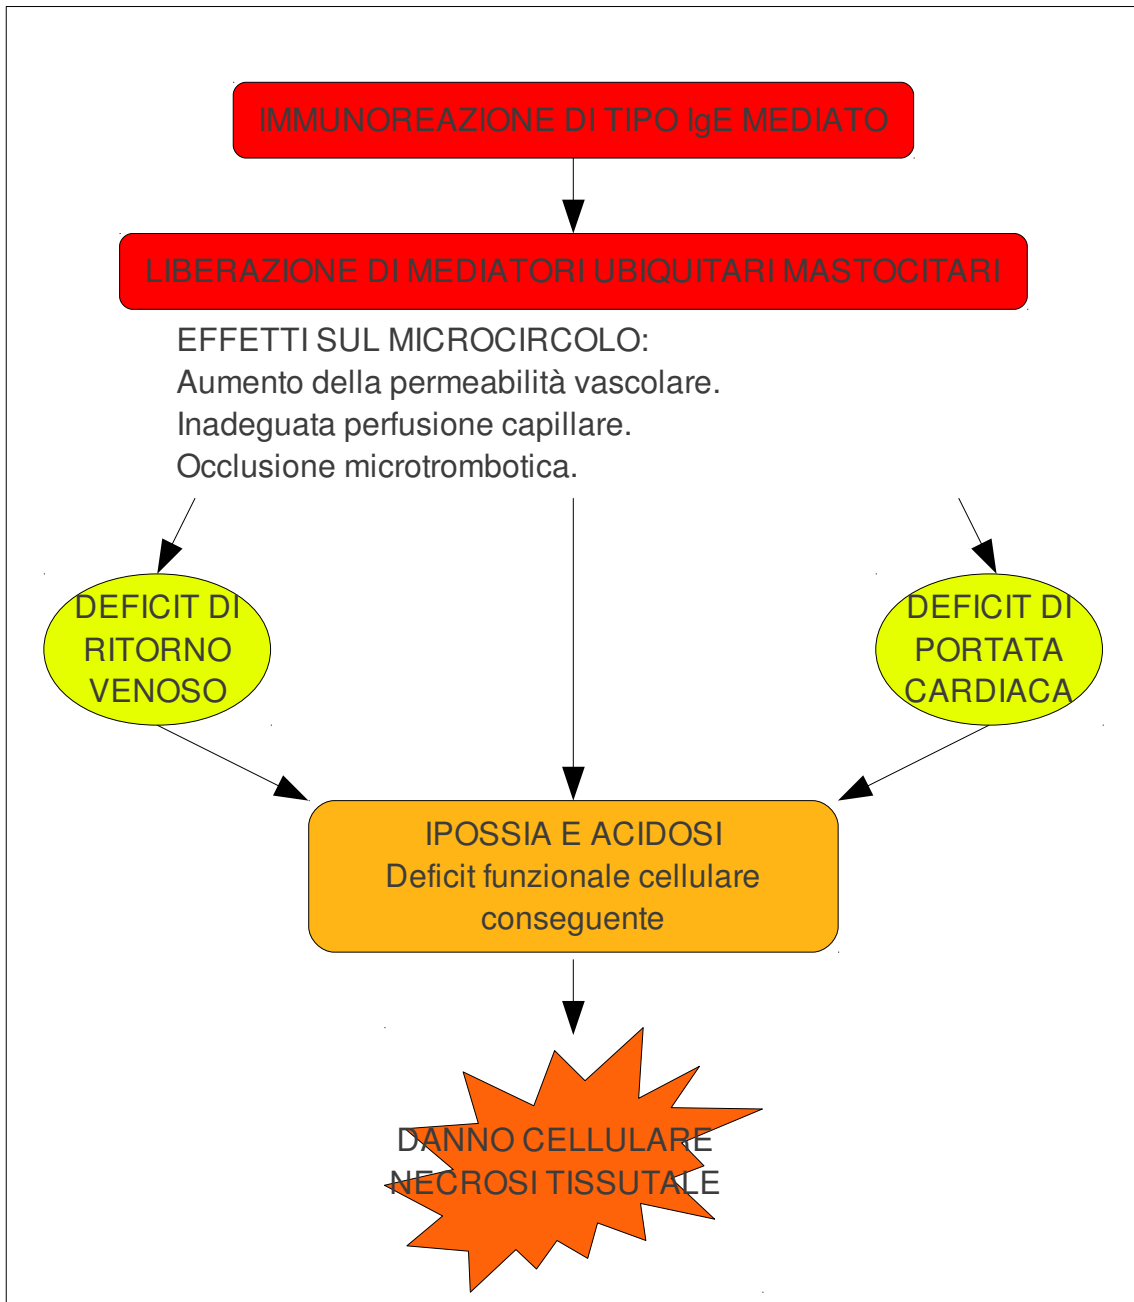 IMMUNOREAZIONE DI TIPO IgE MEDIATO
LIBERAZIONE DI MEDIATORI UBIQUITARI MASTOCITARI
EFFETTI SUL MICROCIRCOLO:
Aumento della permeabilità vascolare.
Inadeguata perfusione capillare.
Occlusione microtrombotica.
DEFICIT DI
RITORNO
VENOSO
DEFICIT DI
PORTATA
CARDIACA
IPOSSIA E ACIDOSI
Deficit funzionale cellulare
conseguente
DANNO CELLULARE
NECROSI TISSUTALE